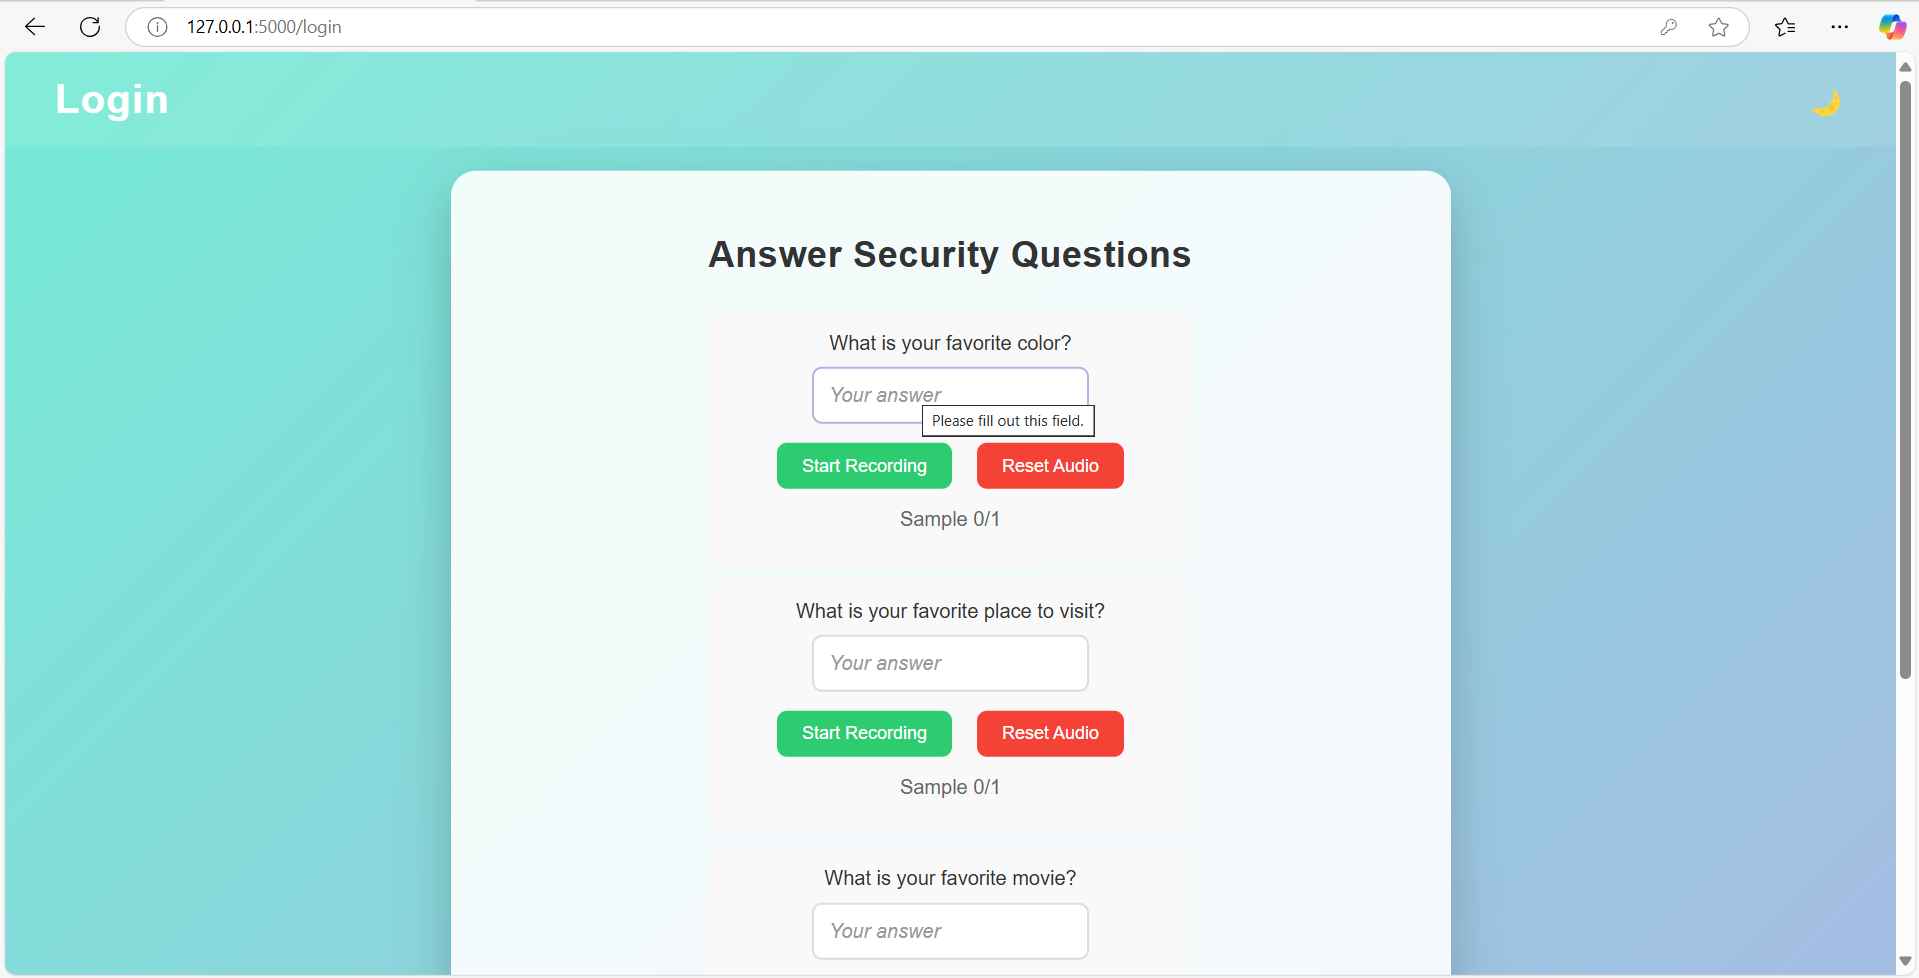 127.0.0.1:5000/login
Login
Answer Security Questions
What is your favorite color?
Your answer
Please fill out this field.
Start Recording Reset Audio
Sample 0/1
What is your favorite place to visit?
Your answer
Start Recording Reset Audio
Sample 0/1
What is your favorite movie?
Your answer